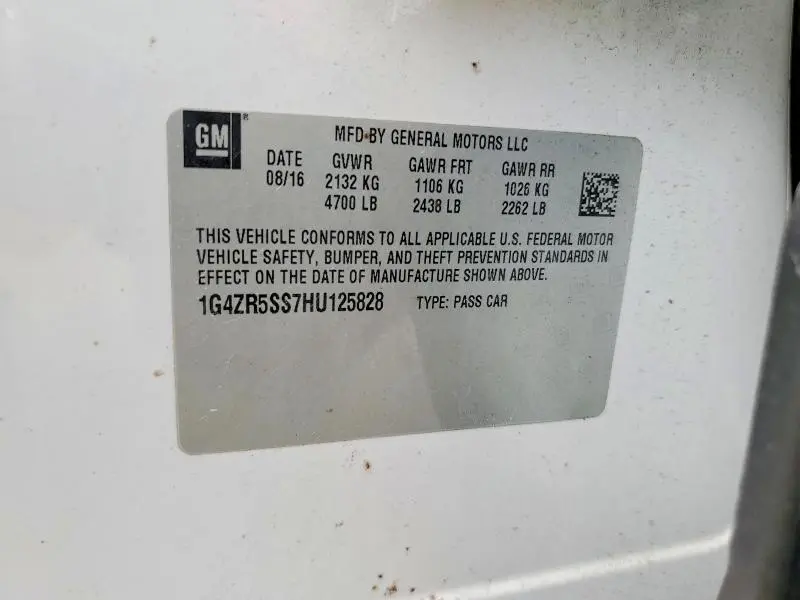 GM®
MFD BY GENERAL MOTORS LLC
DATE GVWR GAWR FRT GAWR RR
08/16 2132 KG 1106 KG 1026 KG
4700 LB 2438 LB 2262 LB
THIS VEHICLE CONFORMS TO ALL APPLICABLE U.S. FEDERAL MOTOR
VEHICLE SAFETY, BUMPER, AND THEFT PREVENTION STANDARDS IN
EFFECT ON THE DATE OF MANUFACTURE SHOWN ABOVE.
1G4ZR5SS7HU125828 TYPE: PASS CAR